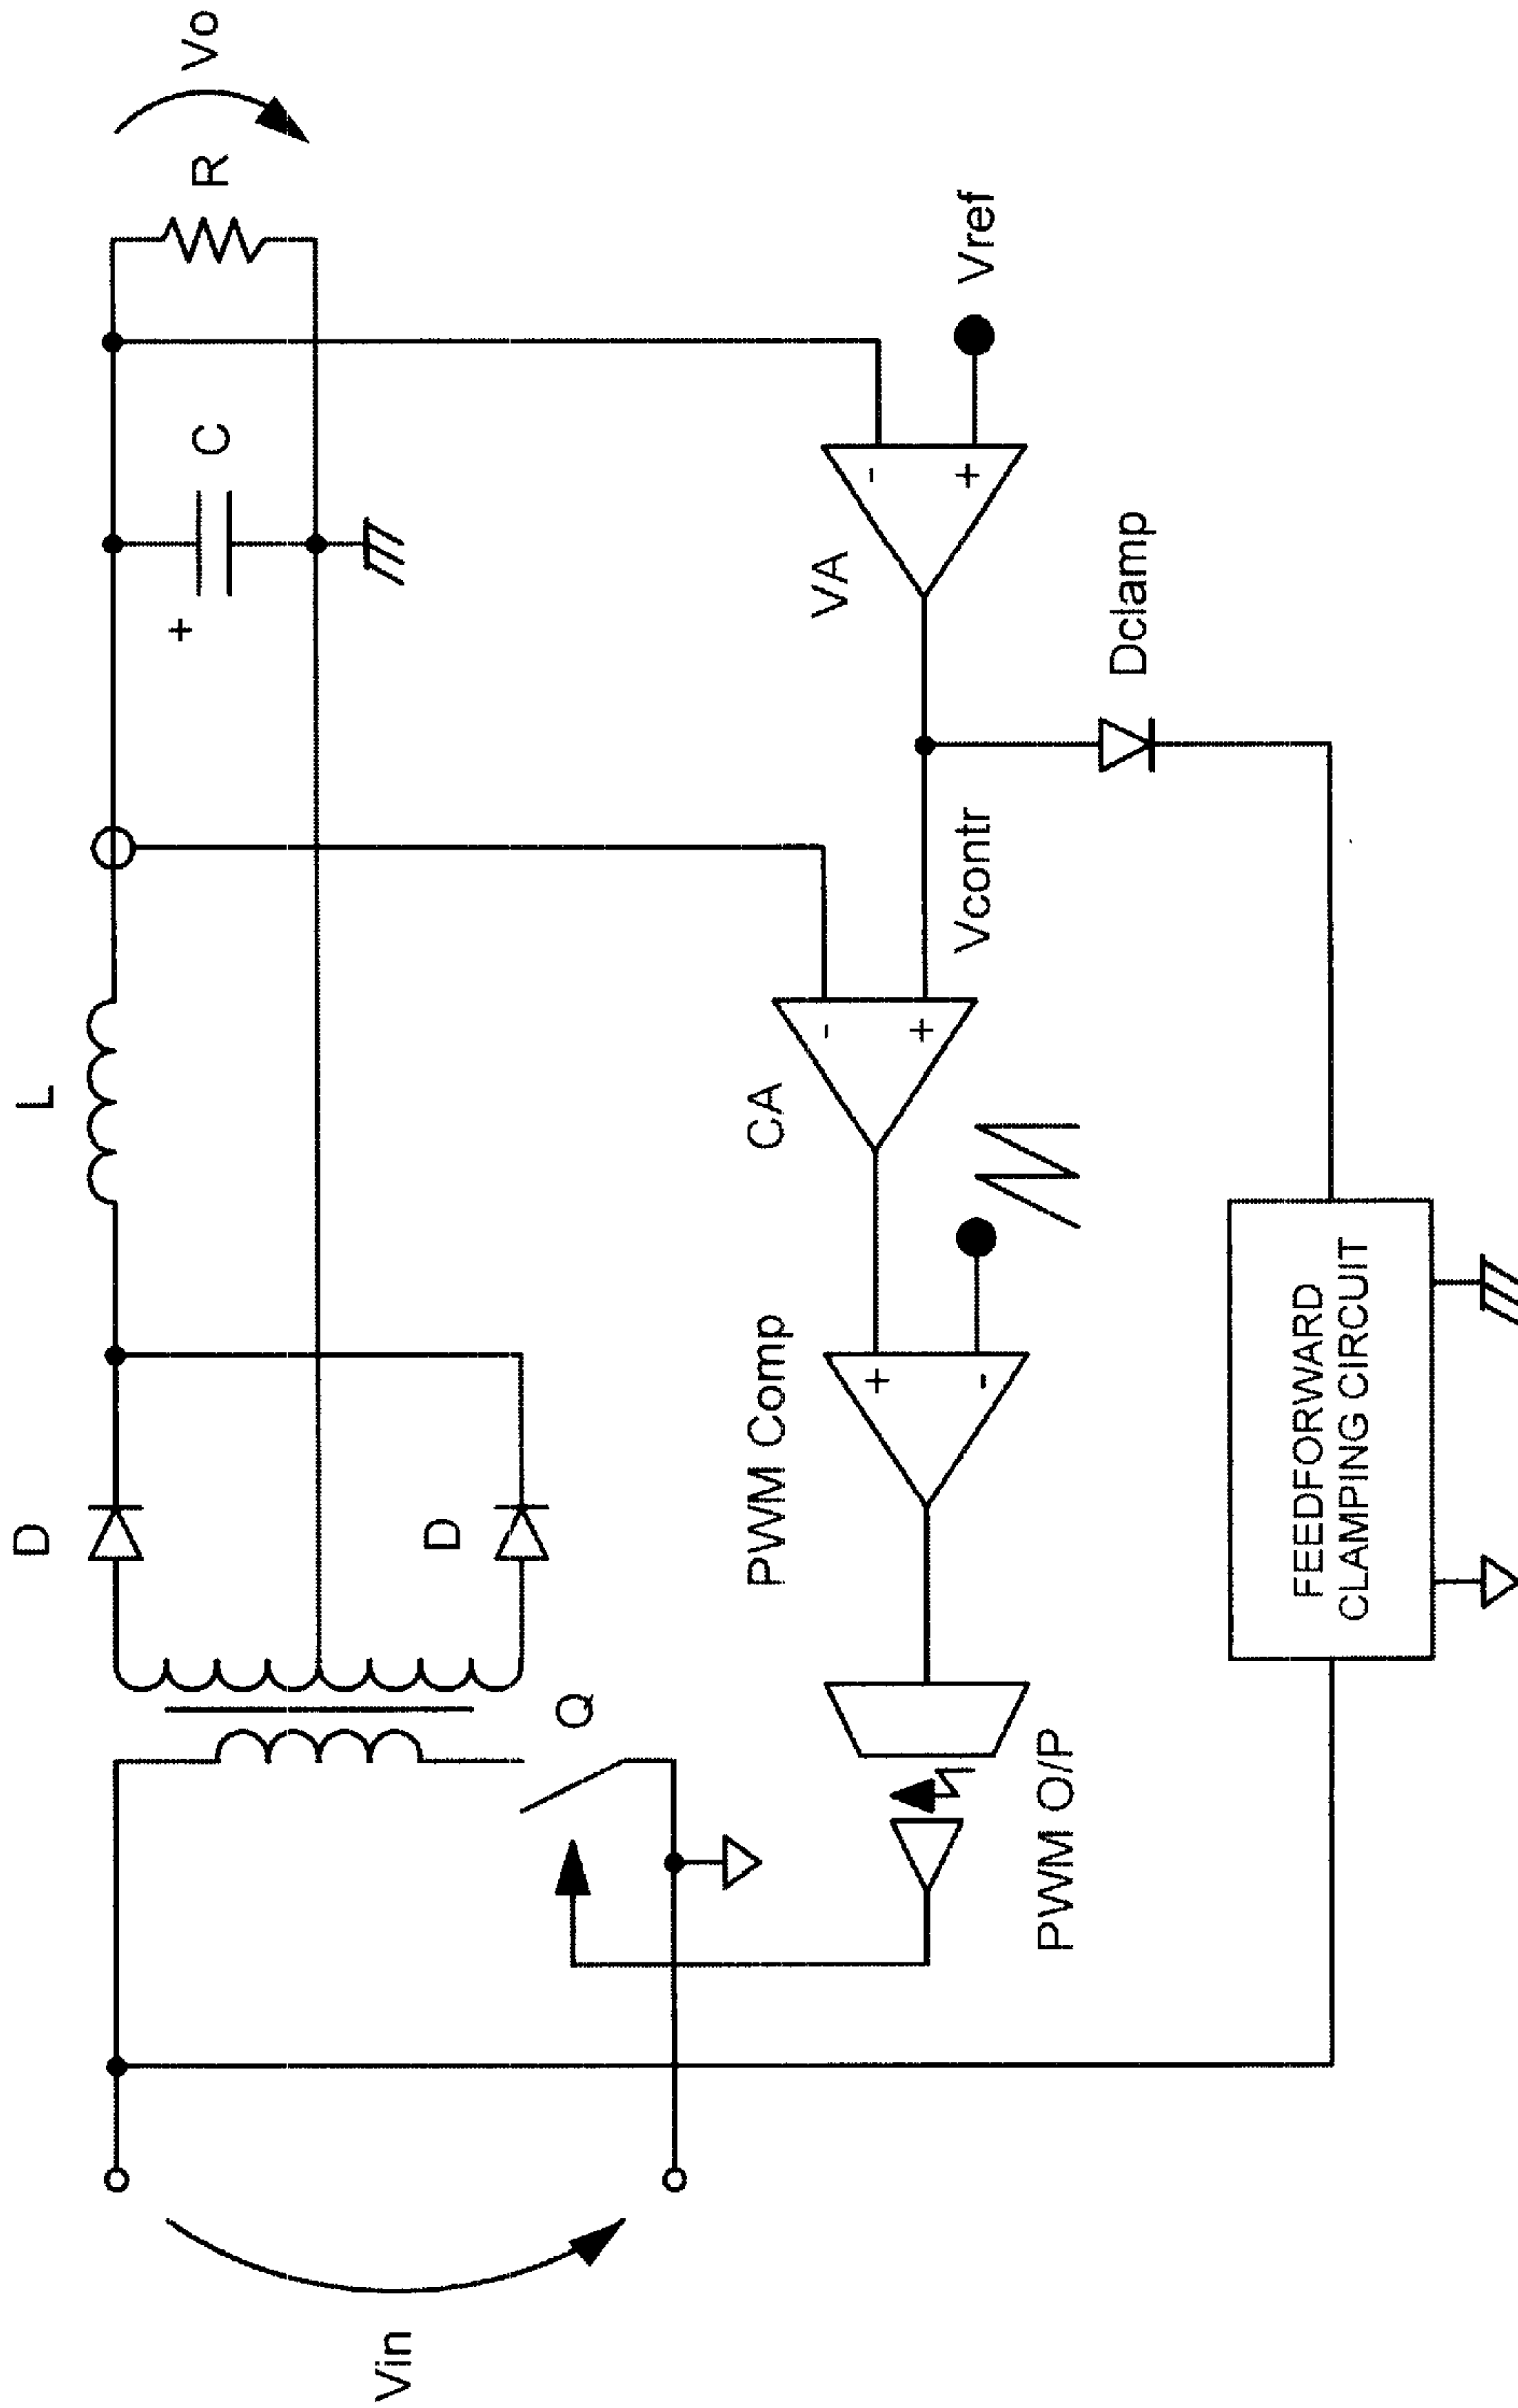 L
D
D
Vo
R
C
+
Q
Vin
CA
VA
-
+
-
+
PWM Comp
+
-
Vcontr
Vref
PWM O/P
Dclamp
FEEDFORWARD
CLAMPING CIRCUIT